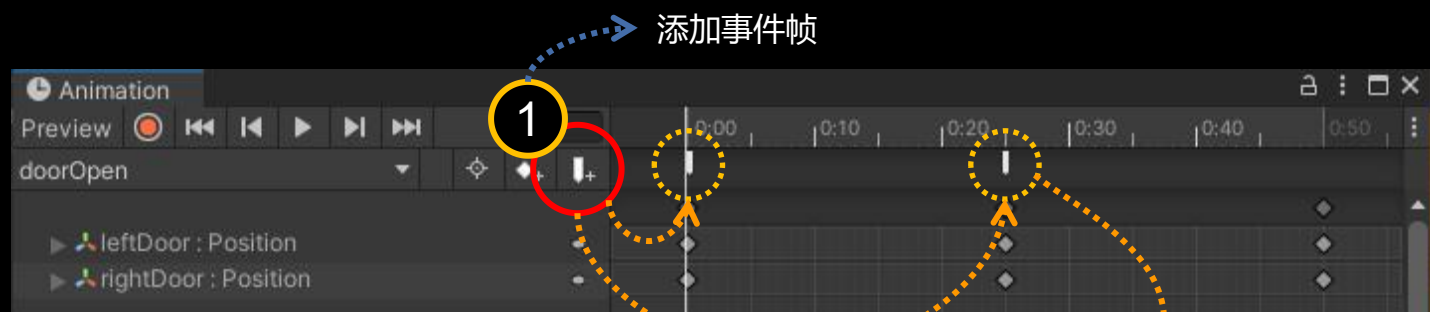 添加事件帧
Animation
1
Preview
0:00 0:10 0:20 0:30 0:40 0:50
doorOpen
leftDoor : Position
rightDoor : Position